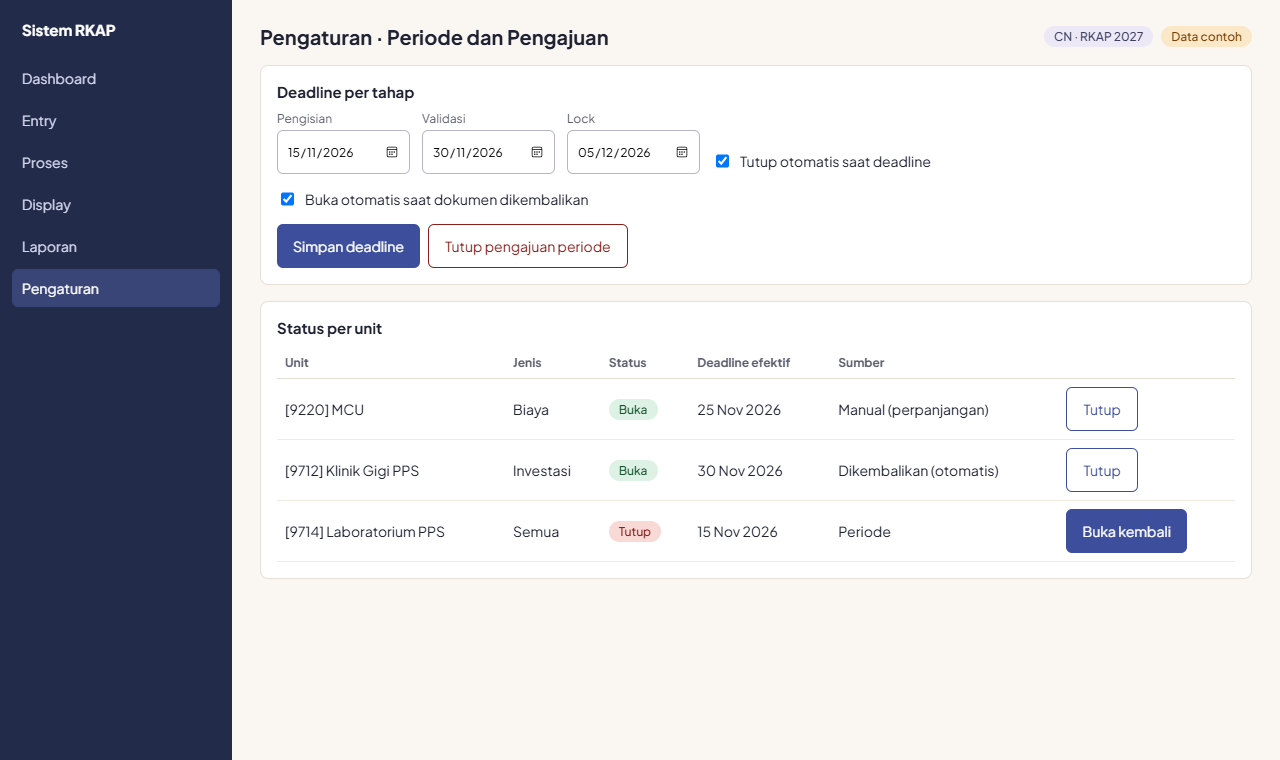 Sistem RKAP
Dashboard
Entry
Proses
Display
Laporan
Pengaturan
Pengaturan · Periode dan Pengajuan
CN · RKAP 2027
Data contoh
Deadline per tahap
Pengisian Validasi Lock
15/11/2026 30/11/2026 05/12/2026 Tutup otomatis saat deadline
Buka otomatis saat dokumen dikembalikan
Simpan deadline Tutup pengajuan periode
Status per unit
Unit Jenis Status Deadline efektif Sumber
[9220] MCU Biaya Buka 25 Nov 2026 Manual (perpanjangan) Tutup
[9712] Klinik Gigi PPS Investasi Buka 30 Nov 2026 Dikembalikan (otomatis) Tutup
[9714] Laboratorium PPS Semua Tutup 15 Nov 2026 Periode Buka kembali